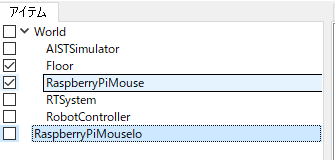 アイテム
World
AISTSimulator
Floor
RaspberryPiMouse
RTSystem
RobotController
RaspberryPiMouseIo